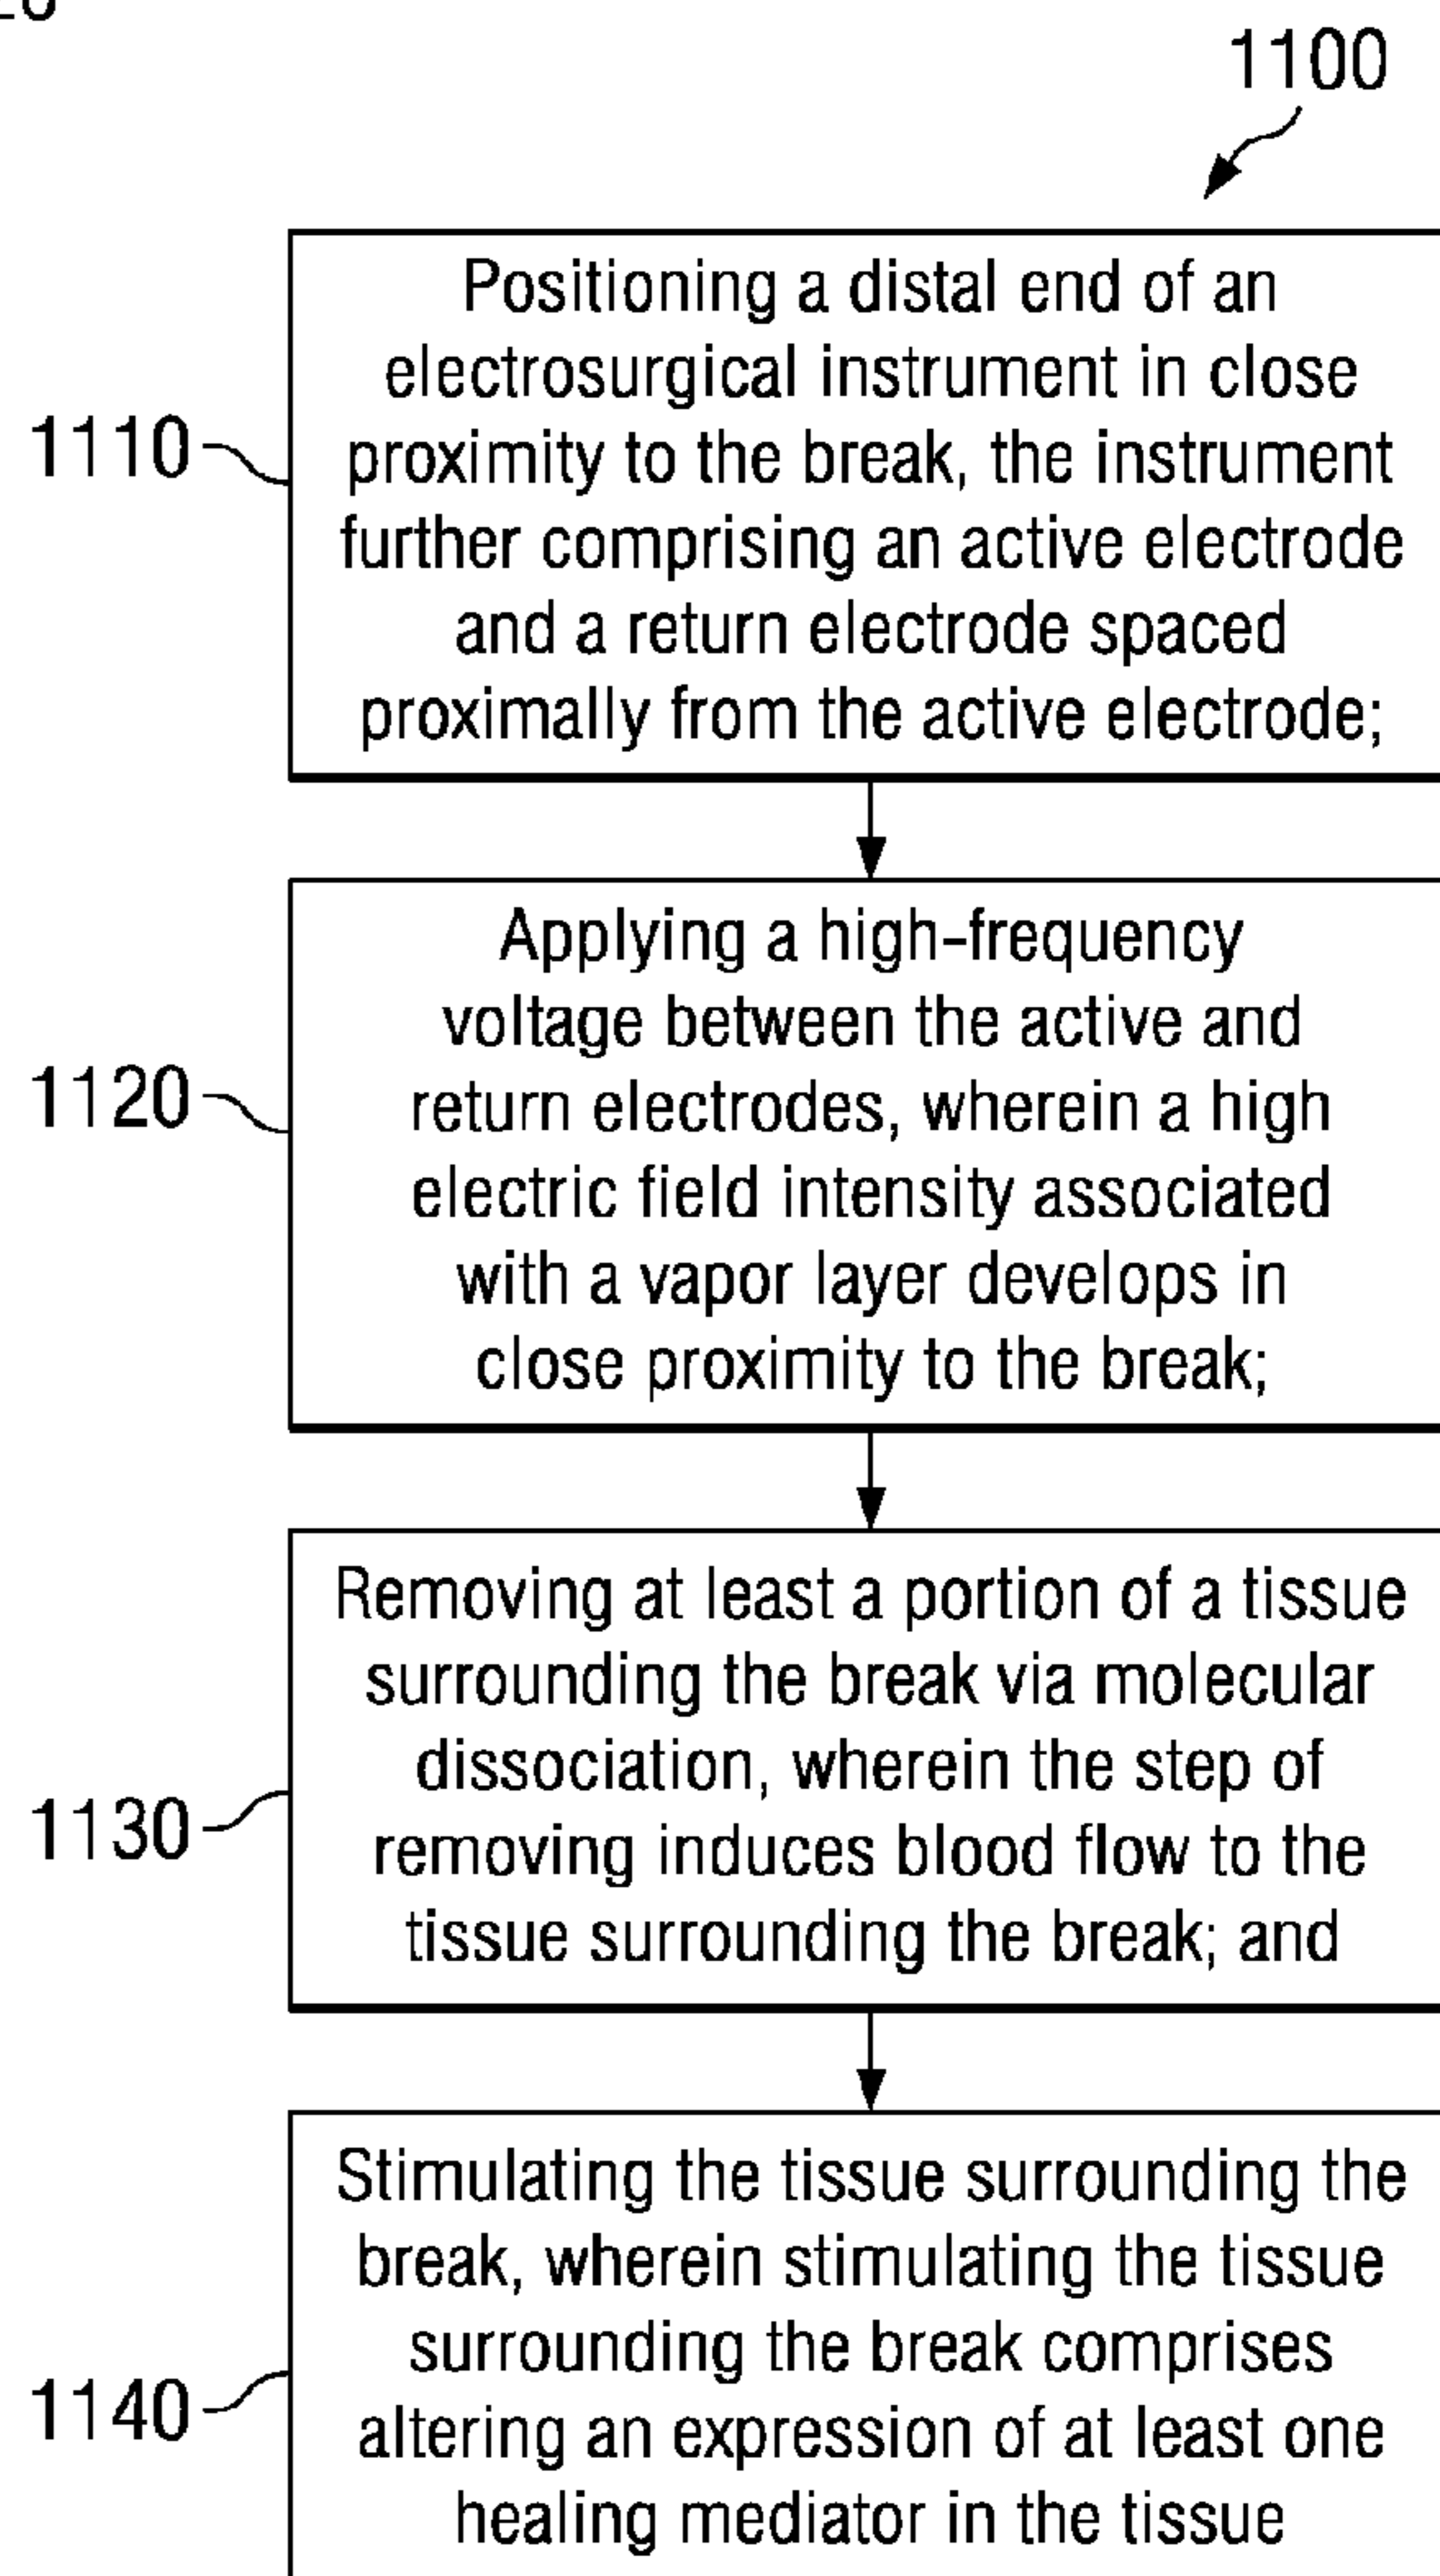 1100
1110
Positioning a distal end of an
electrosurgical instrument in close
proximity to the break, the instrument
further comprising an active electrode
and a return electrode spaced
proximally from the active electrode;
1120
Applying a high-frequency
voltage between the active and
return electrodes, wherein a high
electric field intensity associated
with a vapor layer develops in
close proximity to the break;
1130
Removing at least a portion of a tissue
surrounding the break via molecular
dissociation, wherein the step of
removing induces blood flow to the
tissue surrounding the break; and
1140
Stimulating the tissue surrounding the
break, wherein stimulating the tissue
surrounding the break comprises
altering an expression of at least one
healing mediator in the tissue